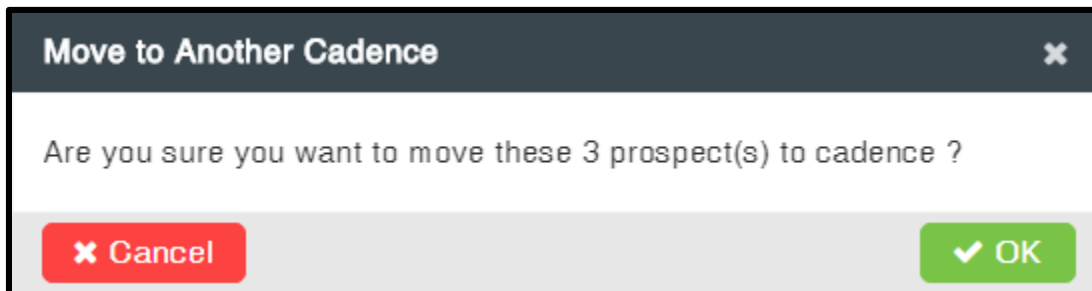 Move to Another Cadence
Are you sure you want to move these 3 prospect(s) to cadence ?
Cancel
OK